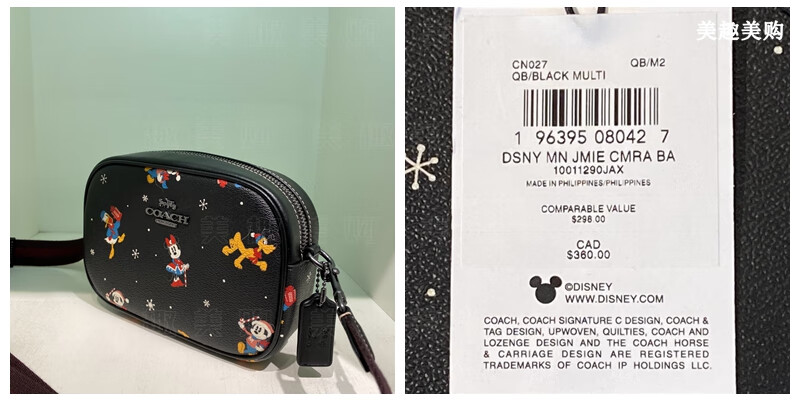 COACH
美趣美购
CN027 QB/M2
QB/BLACK MULTI
1 96395 08042 7
DSNY MN JMIE CMRA BA
10011290JAX
MADE IN PHILIPPINES/PHILIPPINES
COMPARABLE VALUE
$298.00
CAD
$360.00
©DISNEY
WWW.DISNEY.COM
COACH, COACH SIGNATURE C DESIGN, COACH &
TAG DESIGN, UPWOVEN, QUILTIES, COACH AND
LOZENGE DESIGN AND THE COACH HORSE
& CARRIAGE DESIGN ARE REGISTERED
TRADEMARKS OF COACH IP HOLDINGS LLC.